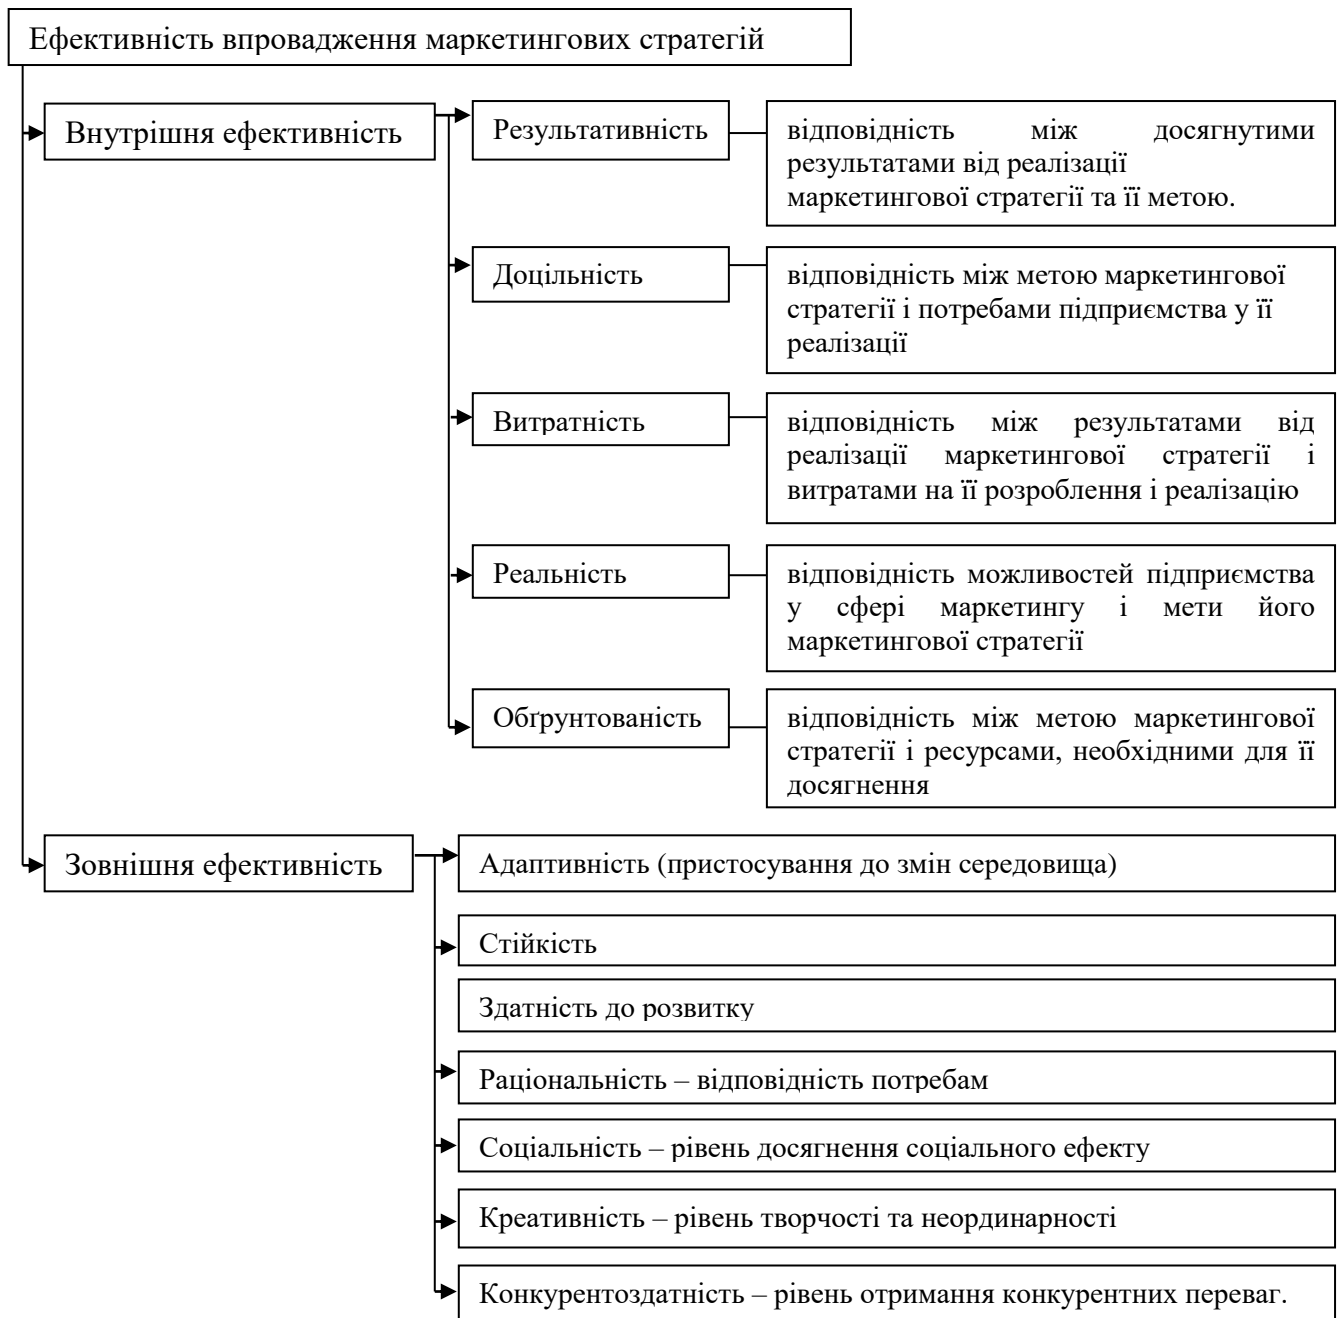 Ефективність впровадження маркетингових стратегій
Внутрішня ефективність
Результативність
відповідність між досягнутими
результатами від реалізації
маркетингової стратегії та її метою.
Доцільність
відповідність між метою маркетингової
стратегії і потребами підприємства у її
реалізації
Витратність
відповідність між результатами від
реалізації маркетингової стратегії і
витратами на її розроблення і реалізацію
Реальність
відповідність можливостей підприємства
у сфері маркетингу і мети його
маркетингової стратегії
Обґрунтованість
відповідність між метою маркетингової
стратегії і ресурсами, необхідними для її
досягнення
Зовнішня ефективність
Адаптивність (пристосування до змін середовища)
Стійкість
Здатність до розвитку
Раціональність – відповідність потребам
Соціальність – рівень досягнення соціального ефекту
Креативність – рівень творчості та неординарності
Конкурентоздатність – рівень отримання конкурентних переваг.